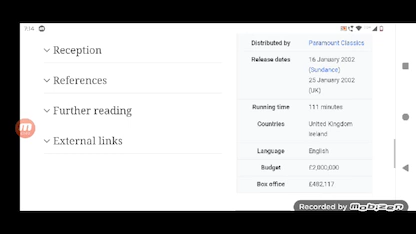 7:14
Reception
References
Further reading
External links
Distributed by Paramount Classics
Release dates 16 January 2002
(Sundance)
25 January 2002
(UK)
Running time 111 minutes
Countries United Kingdom
Ireland
Language English
Budget £2,000,000
Box office £482,117
Recorded by Mobizen